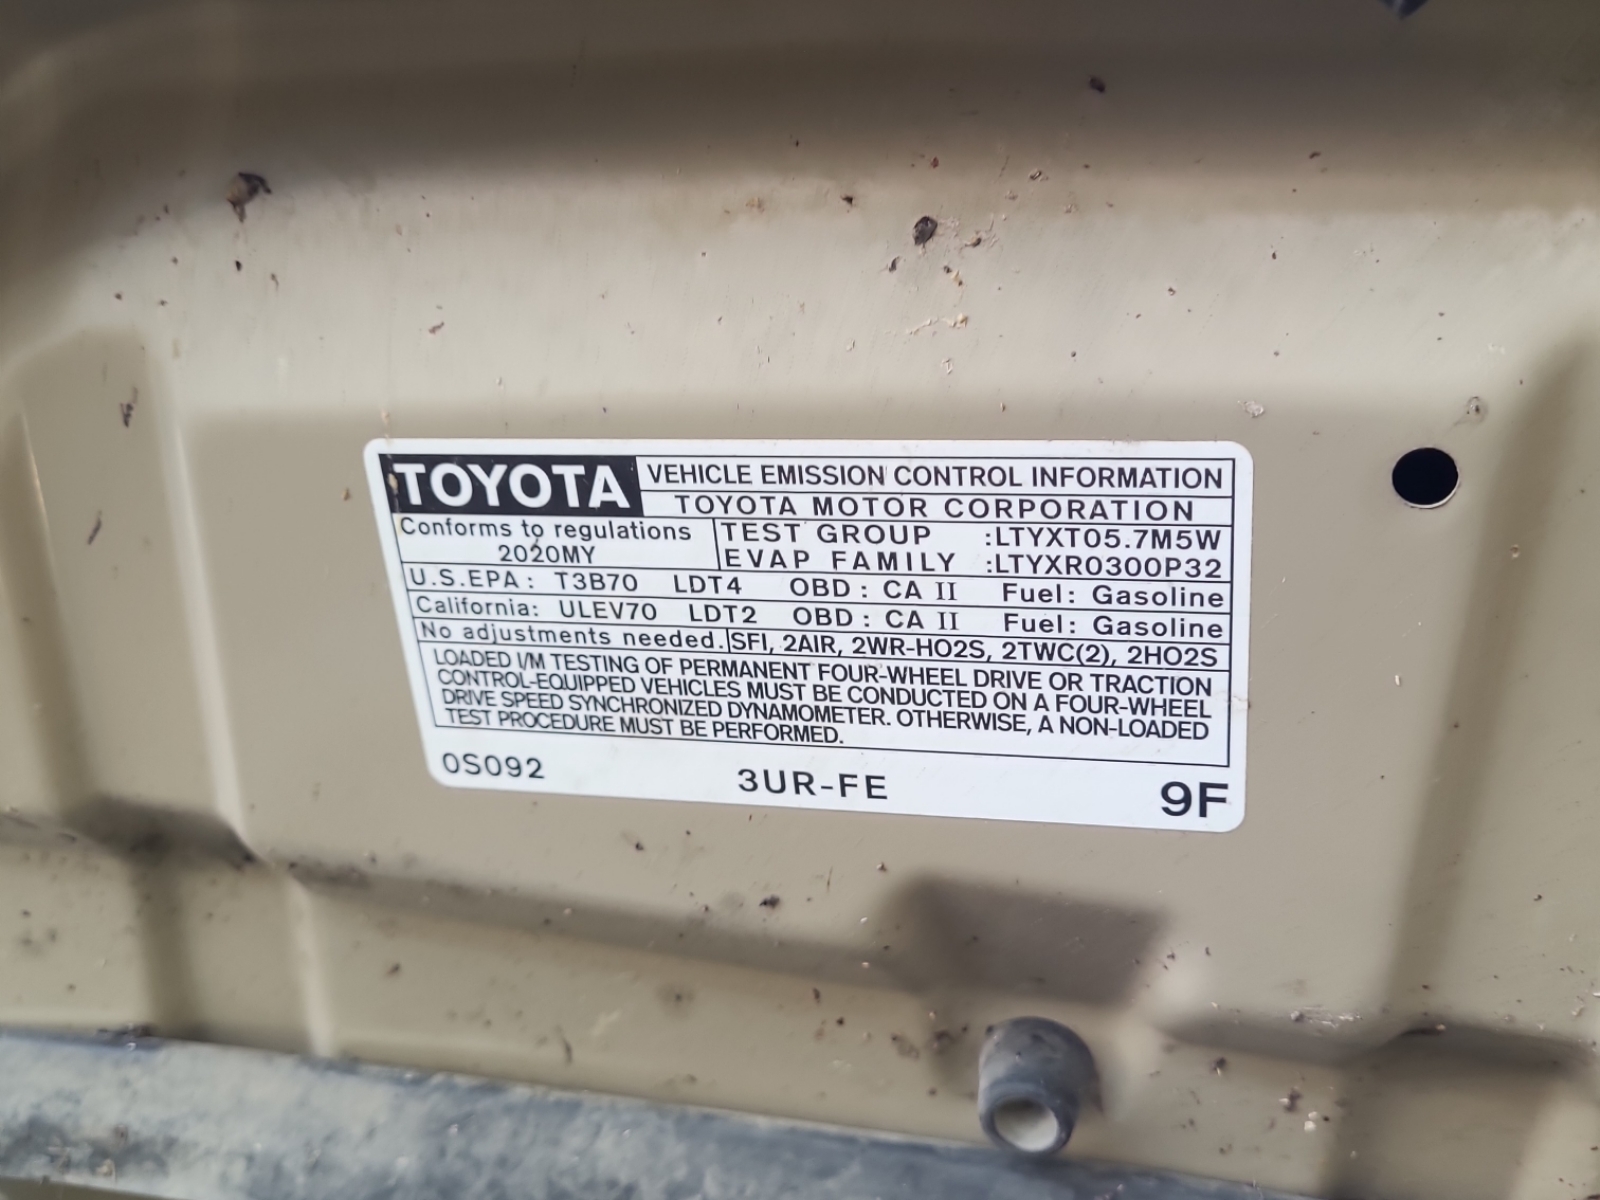 TOYOTA VEHICLE EMISSION CONTROL INFORMATION
TOYOTA MOTOR CORPORATION
Conforms to regulations
2020MY
TEST GROUP :LTYXT05.7M5W
EVAP FAMILY :LTYXR0300P32
U.S.EPA: T3B70 LDT4 OBD: CA II Fuel: Gasoline
California: ULEV70 LDT2 OBD: CA II Fuel: Gasoline
No adjustments needed. SFI, 2AIR, 2WR-HO2S, 2TWC(2), 2HO2S
LOADED I/M TESTING OF PERMANENT FOUR-WHEEL DRIVE OR TRACTION
CONTROL-EQUIPPED VEHICLES MUST BE CONDUCTED ON A FOUR-WHEEL
DRIVE SPEED SYNCHRONIZED DYNAMOMETER. OTHERWISE, A NON-LOADED
TEST PROCEDURE MUST BE PERFORMED.
0S092 3UR-FE 9F